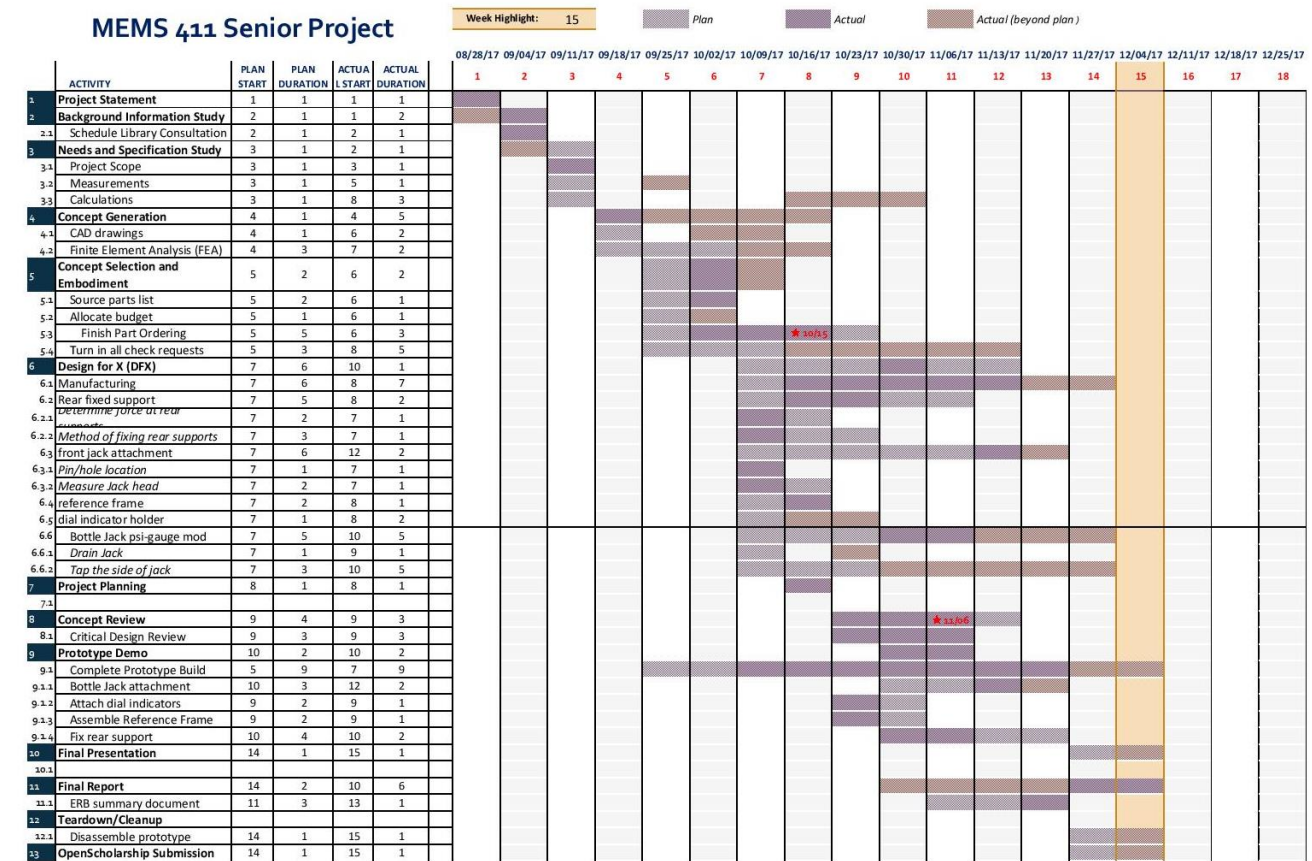 MEMS 411 Senior Project
Week Highlight: 15 Plan Actual Actual (beyond plan)
08/28/17 09/04/17 09/11/17 09/18/17 09/25/17 10/02/17 10/09/17 10/16/17 10/23/17 10/30/17 11/06/17 11/13/17 11/20/17 11/27/17 12/04/17 12/11/17 12/18/17 12/25/17
PLAN PLAN ACTUA ACTUAL
ACTIVITY START DURATION L START DURATION 1 2 3 4 5 6 7 8 9 10 11 12 13 14 15 16 17 18
1 Project Statement 1 1 1 1
2 Background Information Study 2 1 1 2
2.1 Schedule Library Consultation 2 1 2 1
3 Needs and Specification Study 3 1 2 1
3.1 Project Scope 3 1 3 1
3.2 Measurements 3 1 5 1
3.3 Calculations 3 1 8 3
4 Concept Generation 4 1 4 5
4.1 CAD drawings 4 1 6 2
4.2 Finite Element Analysis (FEA) 4 3 7 2
5 Concept Selection and
Embodiment 5 2 6 2
5.1 Source parts list 5 2 6 1
5.2 Allocate budget 5 1 6 1
5.3 Finish Part Ordering 5 5 6 3 ★ 10/15
5.4 Turn in all check requests 5 3 8 5
6 Design for X (DFX) 7 6 10 1
6.1 Manufacturing 7 6 8 7
6.2 Rear fixed support 7 5 8 2
6.2.1 Determine force at rear
supports 7 2 7 1
6.2.2 Method of fixing rear supports 7 3 7 1
6.3 front jack attachment 7 6 12 2
6.3.1 Pin/hole location 7 1 7 1
6.3.2 Measure Jack head 7 2 7 1
6.4 reference frame 7 2 8 1
6.5 dial indicator holder 7 1 8 2
6.6 Bottle Jack psi-gauge mod 7 5 10 5
6.6.1 Drain Jack 7 1 9 1
6.6.2 Tap the side of jack 7 3 10 5
7 Project Planning 8 1 8 1
7.1
8 Concept Review 9 4 9 3 ★ 11/06
8.1 Critical Design Review 9 3 9 3
9 Prototype Demo 10 2 10 2
9.1 Complete Prototype Build 5 9 7 9
9.1.1 Bottle Jack attachment 10 3 12 2
9.1.2 Attach dial indicators 9 2 9 1
9.1.3 Assemble Reference Frame 9 2 9 1
9.1.4 Fix rear support 10 4 10 2
10 Final Presentation 14 1 15 1
10.1
11 Final Report 14 2 10 6
11.1 ERB summary document 11 3 13 1
12 Teardown/Cleanup
12.1 Disassemble prototype 14 1 15 1
13 OpenScholarship Submission 14 1 15 1